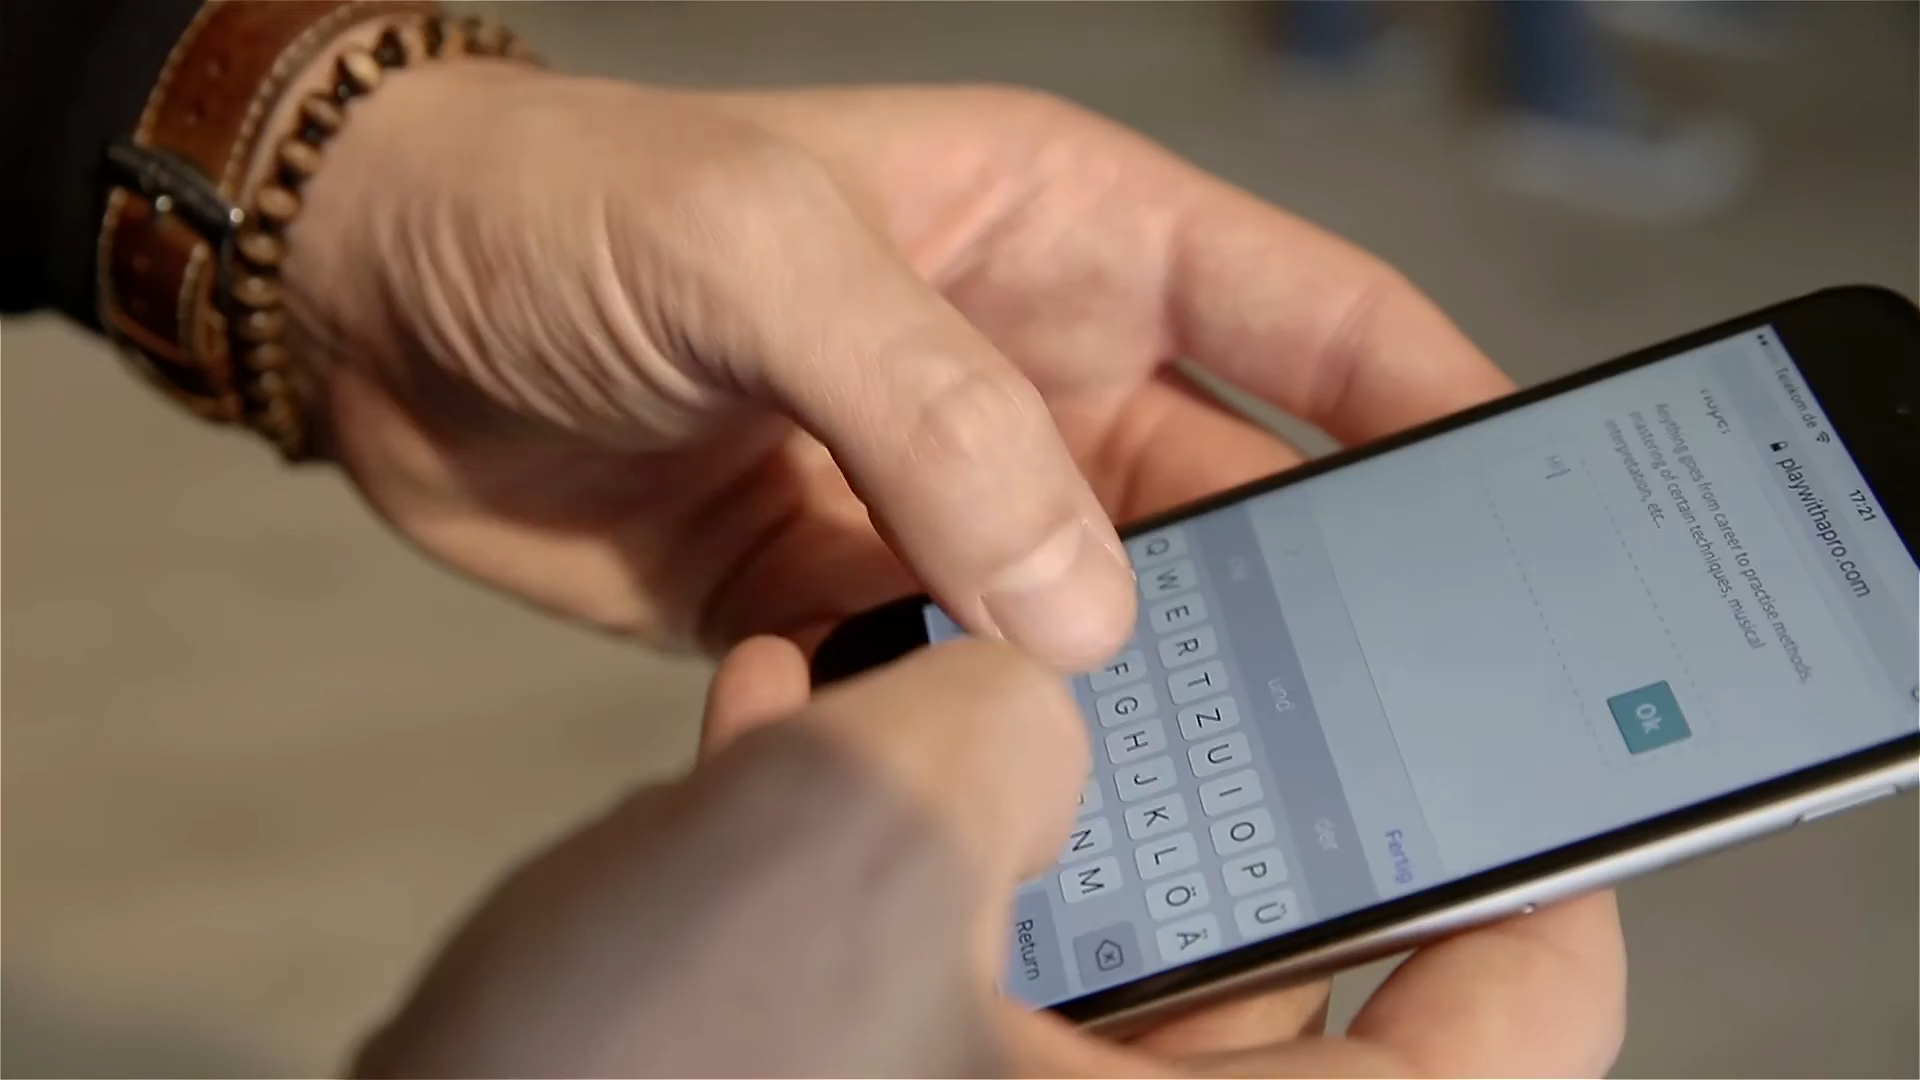 Telekom.de 17:21
playwithapro.com
Anything goes from career to practise methods,
mastering of certain techniques, musical
interpretation, etc..
Hi
Ok
Fertig
und der
Q W E R T Z U I O P Ü
F G H J K L Ö Ä
N M
Return